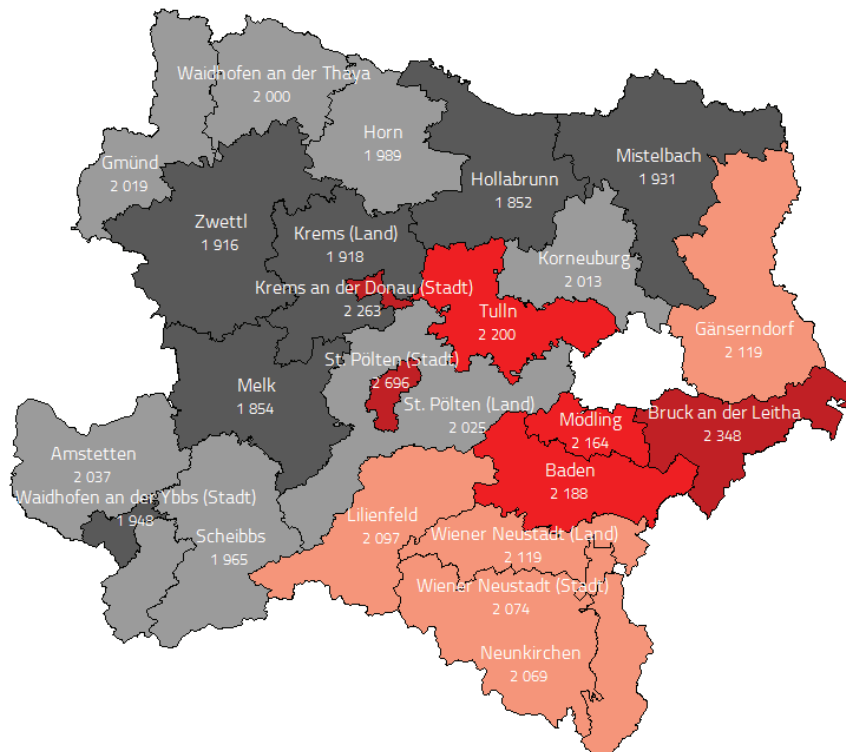 Waidhofen an der Thaya
2 000
Horn
1 989
Gmünd
2 019
Mistelbach
1 931
Hollabrunn
1 852
Zwettl
1 916
Krems (Land)
1 918
Korneuburg
2 013
Krems an der Donau (Stadt)
2 263
Tulln
2 200
Gänserndorf
2 119
St. Pölten (Stadt)
2 696
Melk
1 854
St. Pölten (Land)
2 025
Mödling
2 164
Bruck an der Leitha
2 348
Amstetten
2 037
Baden
2 188
Waidhofen an der Ybbs (Stadt)
1 948
Lilienfeld
2 097
Scheibbs
1 965
Wiener Neustadt (Land)
2 119
Wiener Neustadt (Stadt)
2 074
Neunkirchen
2 069